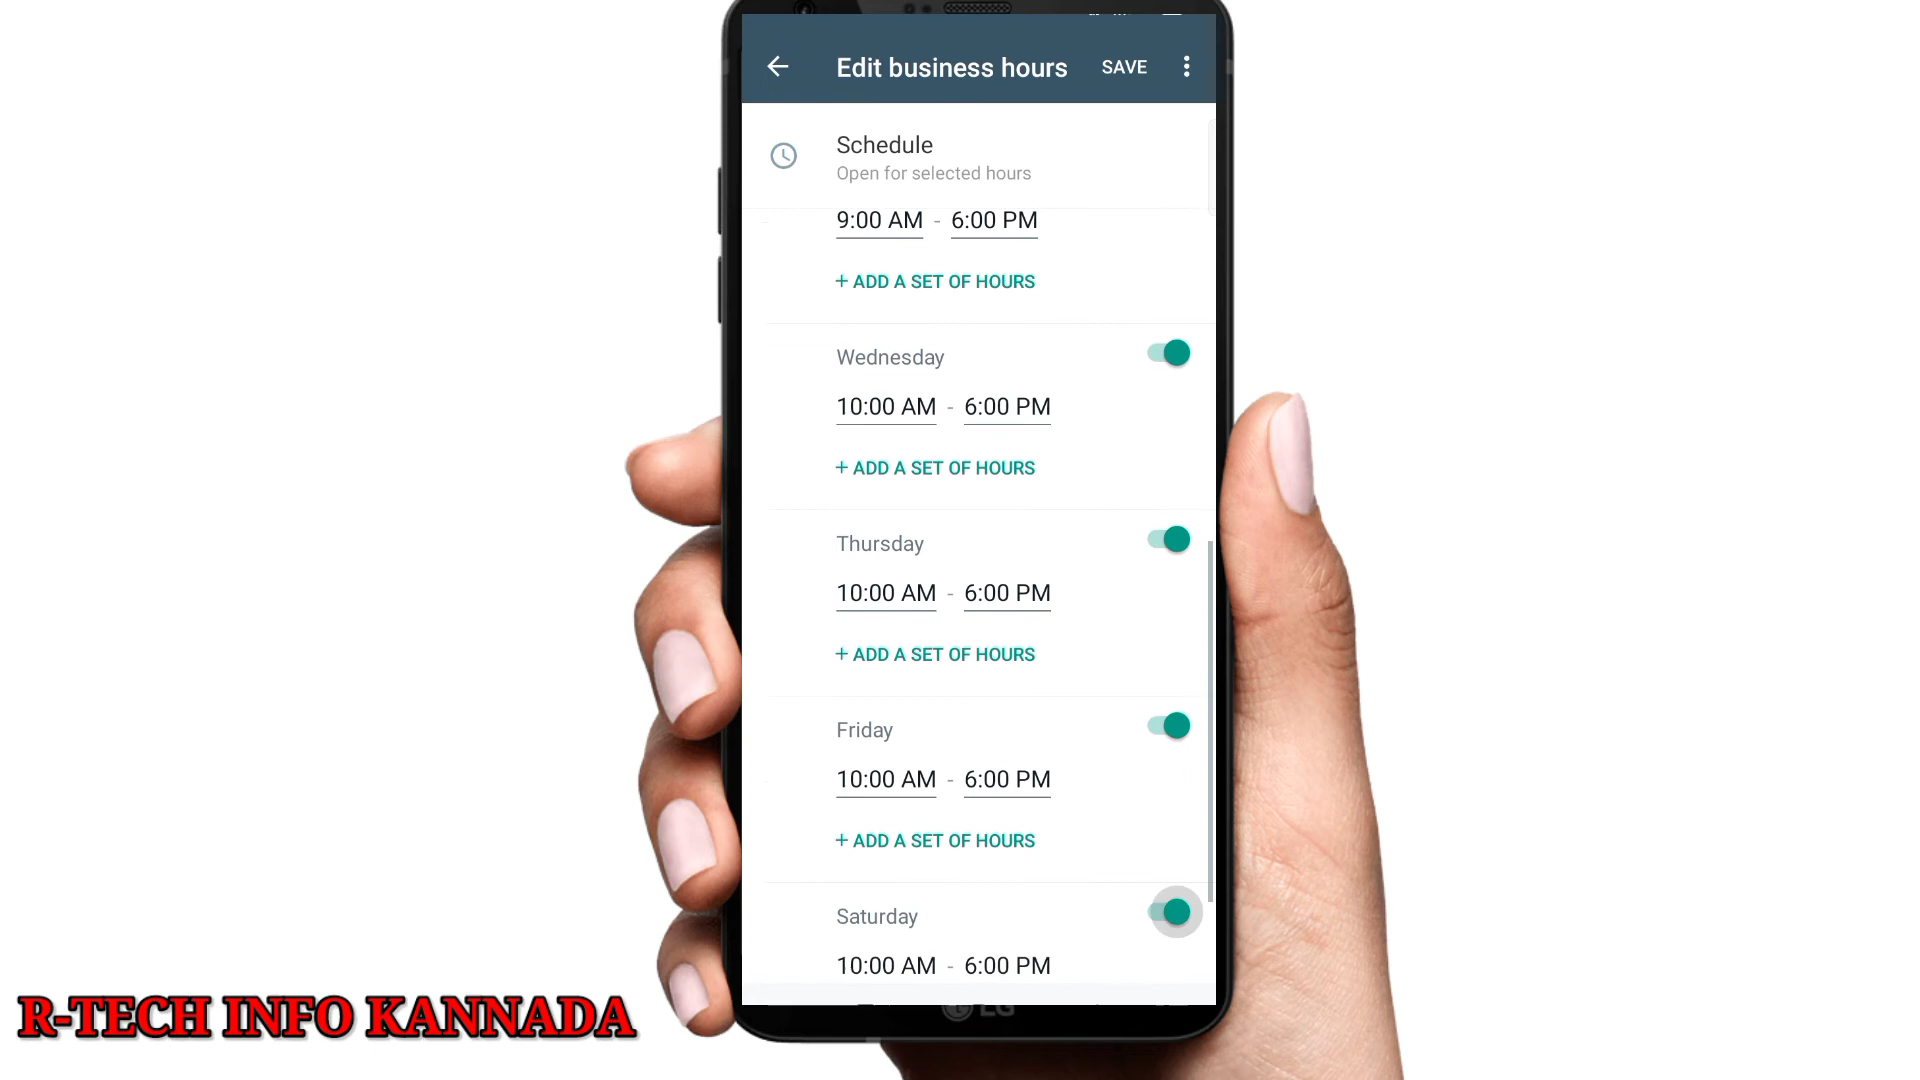 Edit business hours SAVE
Schedule
Open for selected hours
9:00 AM - 6:00 PM
+ ADD A SET OF HOURS
Wednesday
10:00 AM - 6:00 PM
+ ADD A SET OF HOURS
Thursday
10:00 AM - 6:00 PM
+ ADD A SET OF HOURS
Friday
10:00 AM - 6:00 PM
+ ADD A SET OF HOURS
Saturday
10:00 AM - 6:00 PM
LG
R-TECH INFO KANNADA